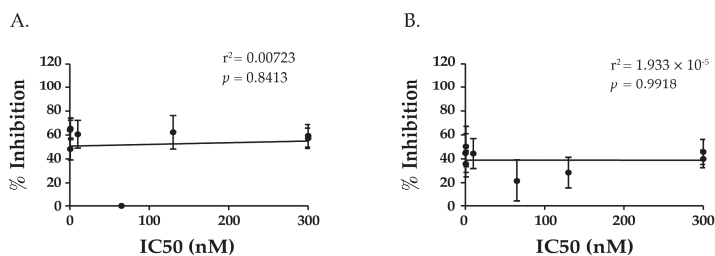 A.
r² = 0.00723
p = 0.8413
120
100
80
60
40
20
0
% Inhibition
0 100 200 300
IC50 (nM)
B.
r² = 1.933 × 10⁻⁵
p = 0.9918
120
100
80
60
40
20
0
% Inhibition
0 100 200 300
IC50 (nM)